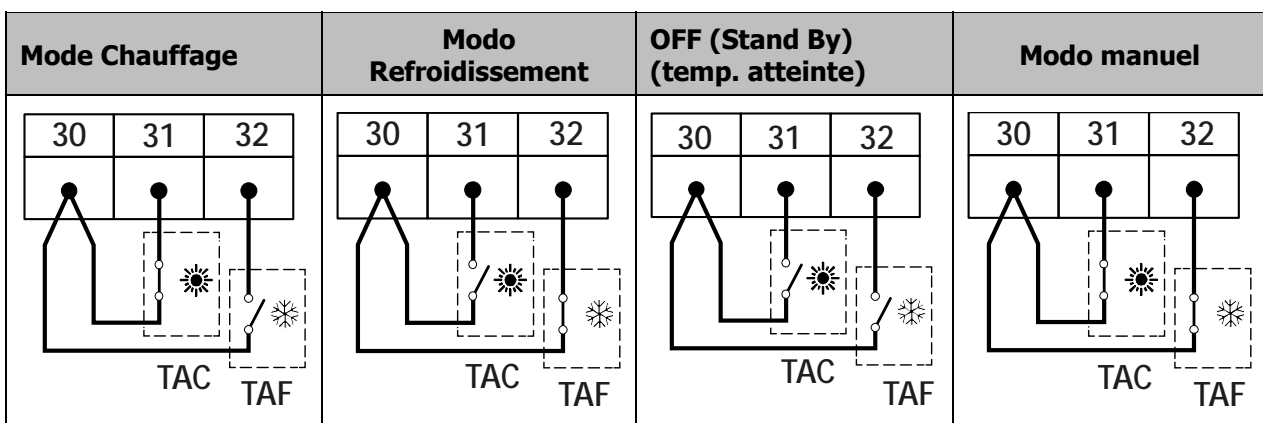 Mode Chauffage
Modo
Refroidissement
OFF (Stand By)
(temp. atteinte)
Modo manuel
30 31 32
TAC
TAF
30 31 32
TAC
TAF
30 31 32
TAC
TAF
30 31 32
TAC
TAF